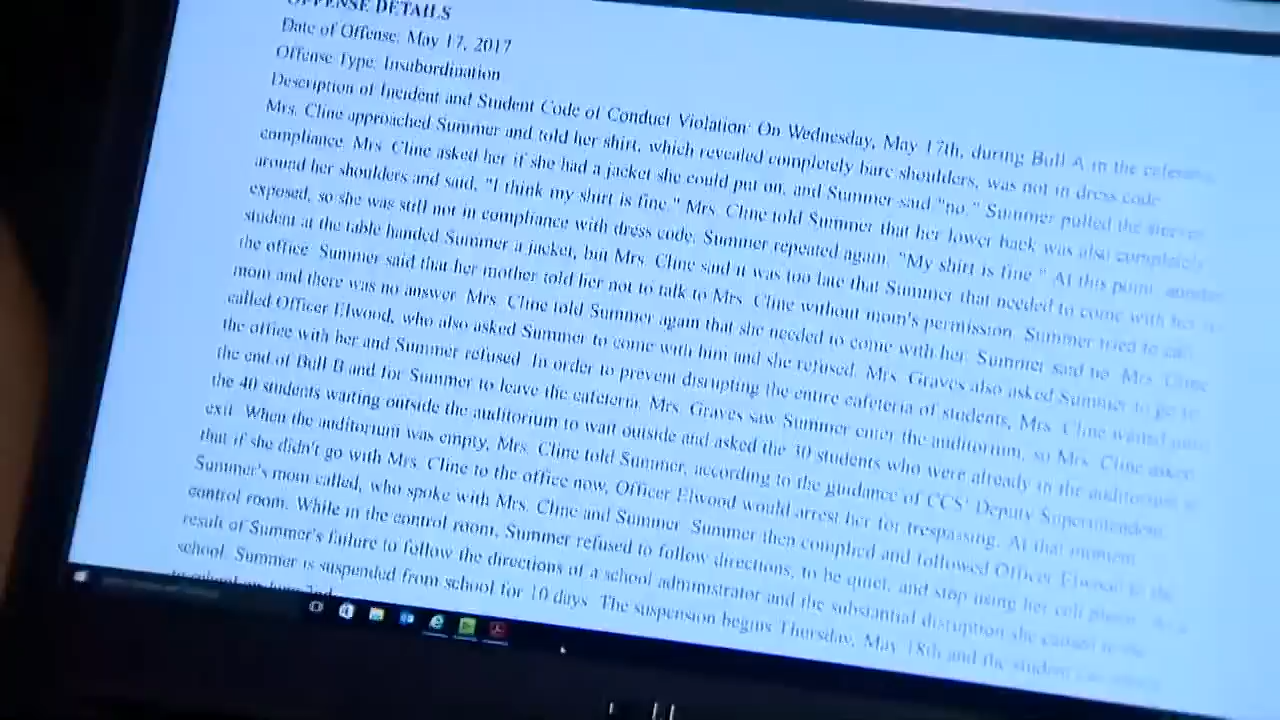 OFFENSE DETAILS
Date of Offense: May 17, 2017
Offense Type: Insubordination
Description of Incident and Student Code of Conduct Violation: On Wednesday, May 17th, during Bull A in the cafeteria,
Mrs. Cline approached Summer and told her shirt, which revealed completely bare shoulders, was not in dress code
compliance. Mrs. Cline asked her if she had a jacket she could put on, and Summer said "no." Summer pulled the sleeves
around her shoulders and said, "I think my shirt is fine." Mrs. Cline told Summer that her lower back was also completely
exposed, so she was still not in compliance with dress code. Summer repeated again, "My shirt is fine." At this point, another
student at the table handed Summer a jacket, but Mrs. Cline said it was too late that Summer that needed to come with her to
the office. Summer said that her mother told her not to talk to Mrs. Cline without mom's permission. Summer tried to call
mom and there was no answer. Mrs. Cline told Summer again that she needed to come with her. Summer said no. Mrs. Cline
called Officer Elwood, who also asked Summer to come with him and she refused. Mrs. Graves also asked Summer to go to
the office with her and Summer refused. In order to prevent disrupting the entire cafeteria of students, Mrs. Cline waited until
the end of Bull B and for Summer to leave the cafeteria. Mrs. Graves saw Summer enter the auditorium, so Mrs. Cline asked
the 40 students waiting outside the auditorium to wait outside and asked the 30 students who were already in the auditorium to
exit. When the auditorium was empty, Mrs. Cline told Summer, according to the guidance of CCS' Deputy Superintendent,
that if she didn't go with Mrs. Cline to the office now, Officer Elwood would arrest her for trespassing. At that moment
Summer's mom called, who spoke with Mrs. Cline and Summer. Summer then complied and followed Officer Elwood to the
control room. While in the control room, Summer refused to follow directions, to be quiet, and stop using her cell phone. As a
result of Summer's failure to follow the directions of a school administrator and the substantial disruption she caused to the
school, Summer is suspended from school for 10 days. The suspension begins Thursday, May 18th and the student can return
to school on June